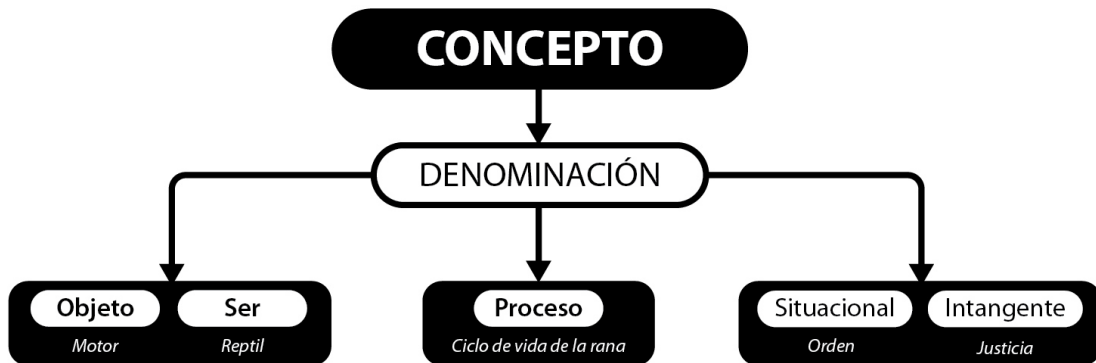 CONCEPTO
DENOMINACIÓN
Objeto
Ser
Motor
Reptil
Proceso
Ciclo de vida de la rana
Situacional
Intangente
Orden
Justicia